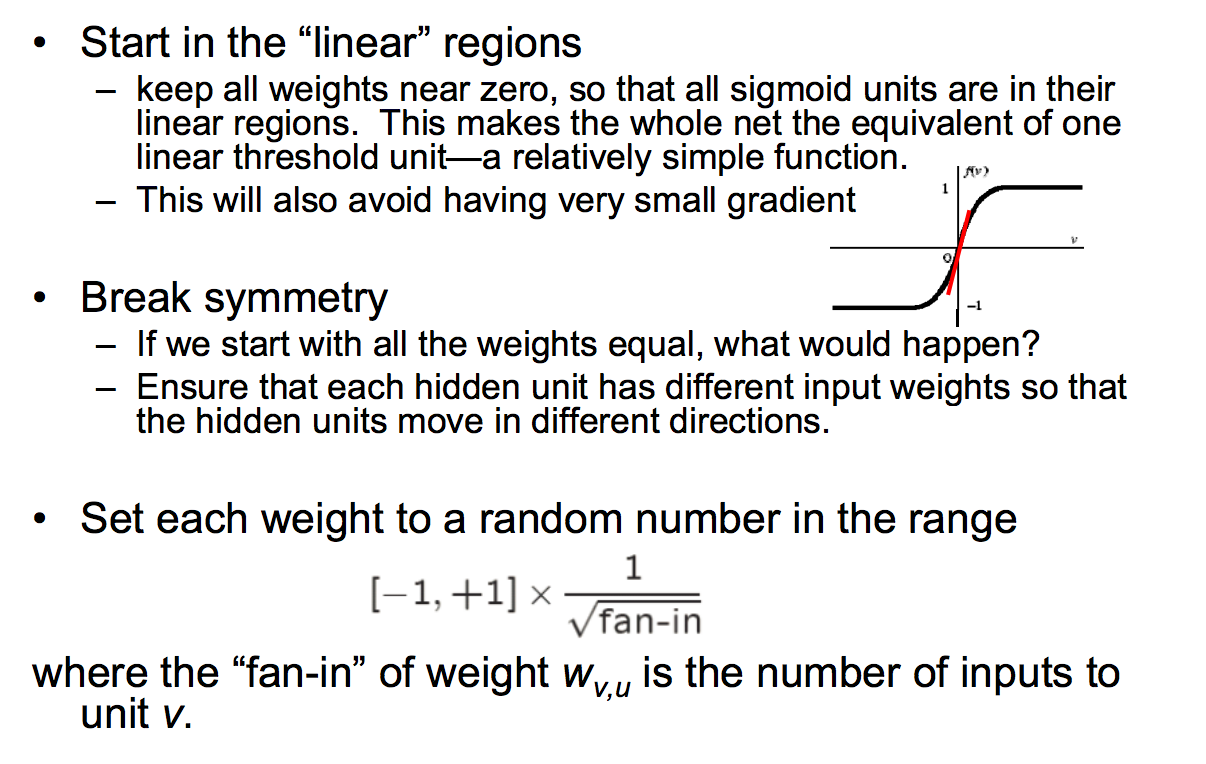 • Start in the “linear” regions
– keep all weights near zero, so that all sigmoid units are in their
linear regions. This makes the whole net the equivalent of one
linear threshold unit—a relatively simple function.
– This will also avoid having very small gradient
f(v)
1
v
0
−1
• Break symmetry
– If we start with all the weights equal, what would happen?
– Ensure that each hidden unit has different input weights so that
the hidden units move in different directions.
• Set each weight to a random number in the range
[−1, +1] × 1 / √fan-in
where the “fan-in” of weight w_{v,u} is the number of inputs to
unit v.